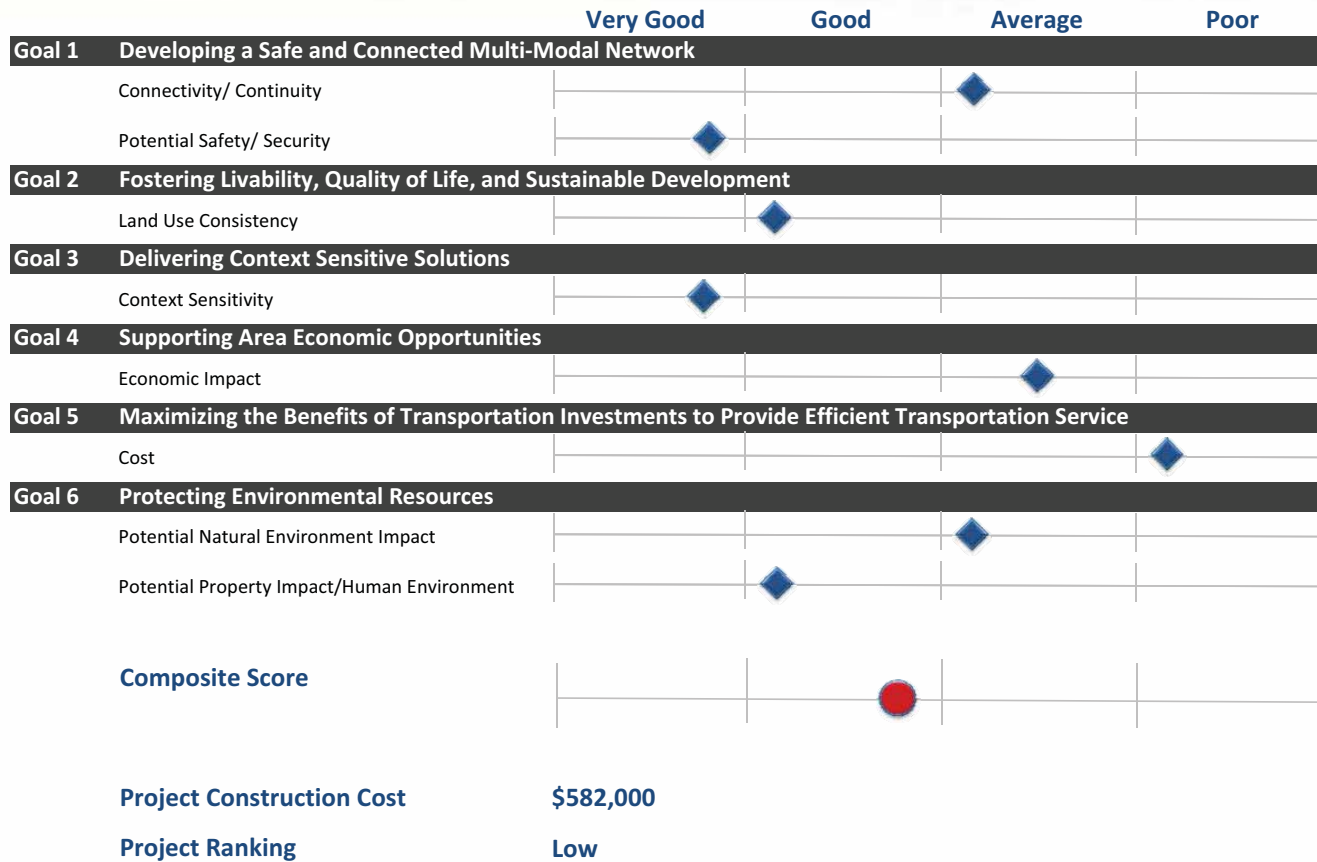 Very Good Good Average Poor
Goal 1 Developing a Safe and Connected Multi-Modal Network
Connectivity/ Continuity
Potential Safety/ Security
Goal 2 Fostering Livability, Quality of Life, and Sustainable Development
Land Use Consistency
Goal 3 Delivering Context Sensitive Solutions
Context Sensitivity
Goal 4 Supporting Area Economic Opportunities
Economic Impact
Goal 5 Maximizing the Benefits of Transportation Investments to Provide Efficient Transportation Service
Cost
Goal 6 Protecting Environmental Resources
Potential Natural Environment Impact
Potential Property Impact/Human Environment
Composite Score
Project Construction Cost $582,000
Project Ranking Low